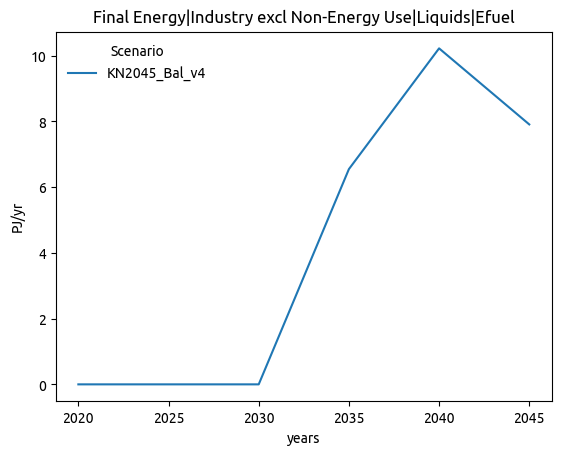 Final Energy|Industry excl Non-Energy Use|Liquids|Efuel
Scenario
KN2045_Bal_v4
PJ/yr
10
8
6
4
2
0
2020 2025 2030 2035 2040 2045
years